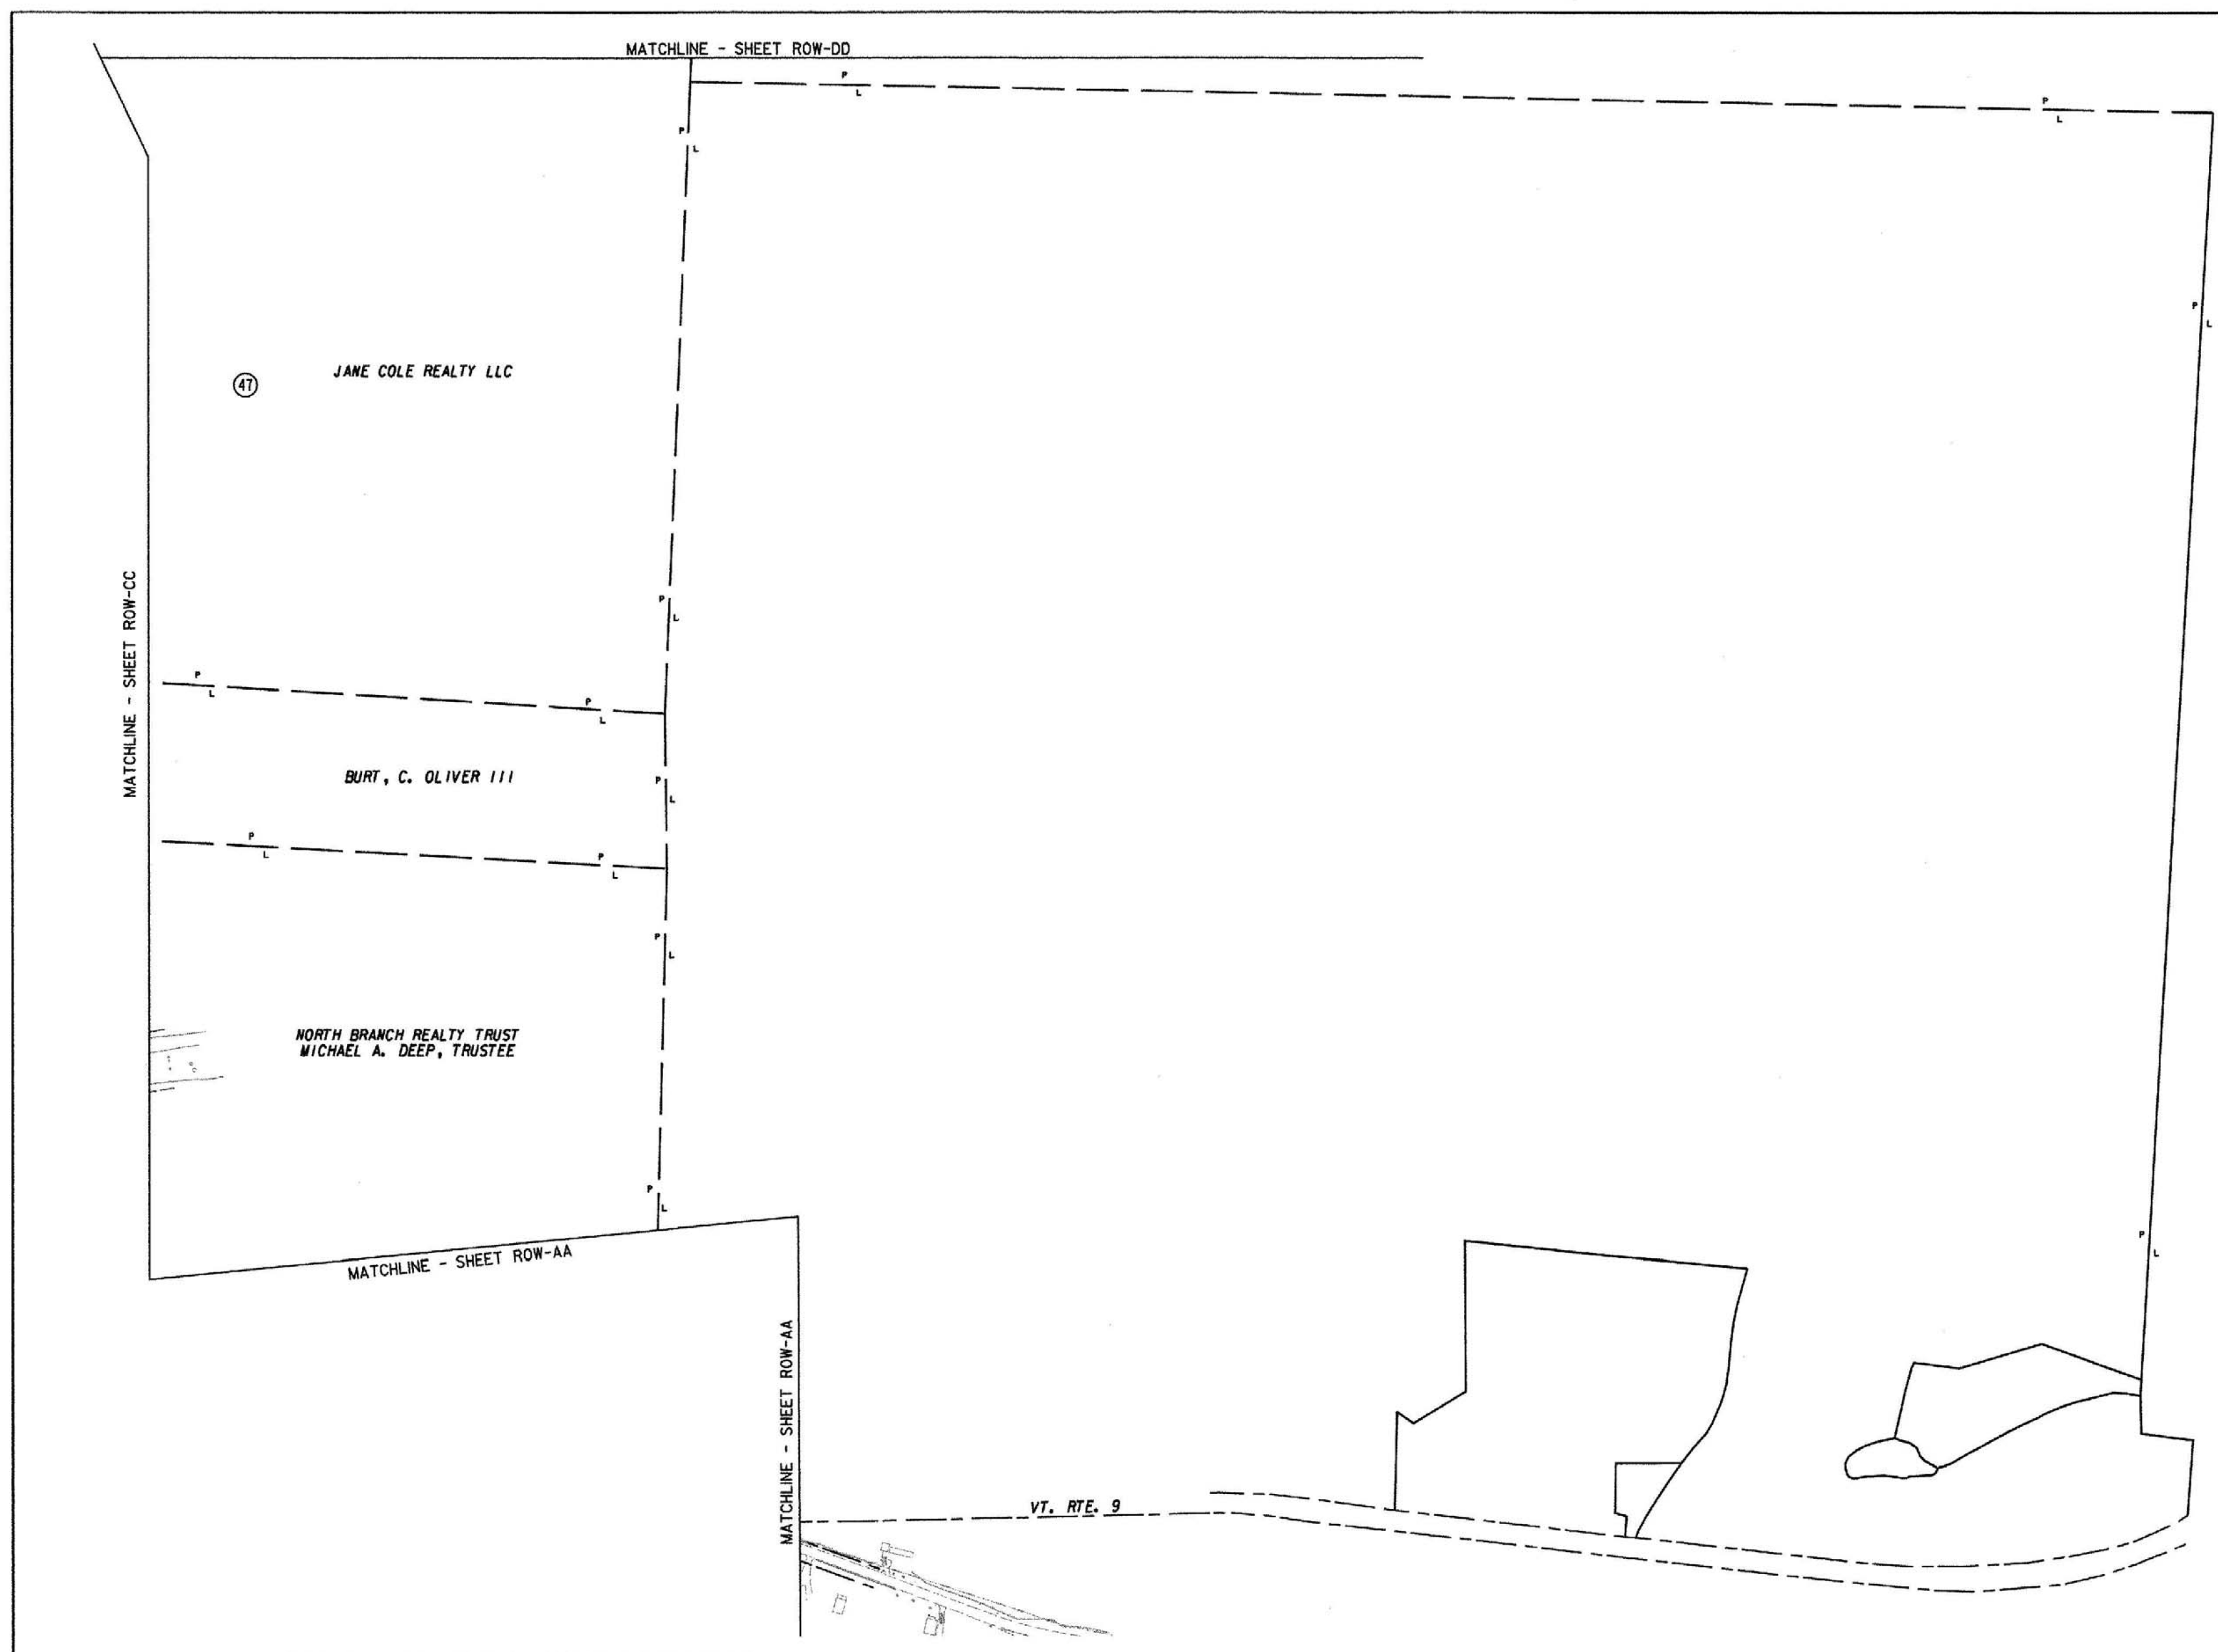 MATCHLINE - SHEET ROW-DD
P
L
P
L
P
L
P
L
47
JANE COLE REALTY LLC
MATCHLINE - SHEET ROW-CC
P
L
P
L
P
L
BURT, C. OLIVER III
P
L
P
L
P
L
P
L
NORTH BRANCH REALTY TRUST
MICHAEL A. DEEP, TRUSTEE
P
L
P
L
MATCHLINE - SHEET ROW-AA
MATCHLINE - SHEET ROW-AA
VT. RTE. 9